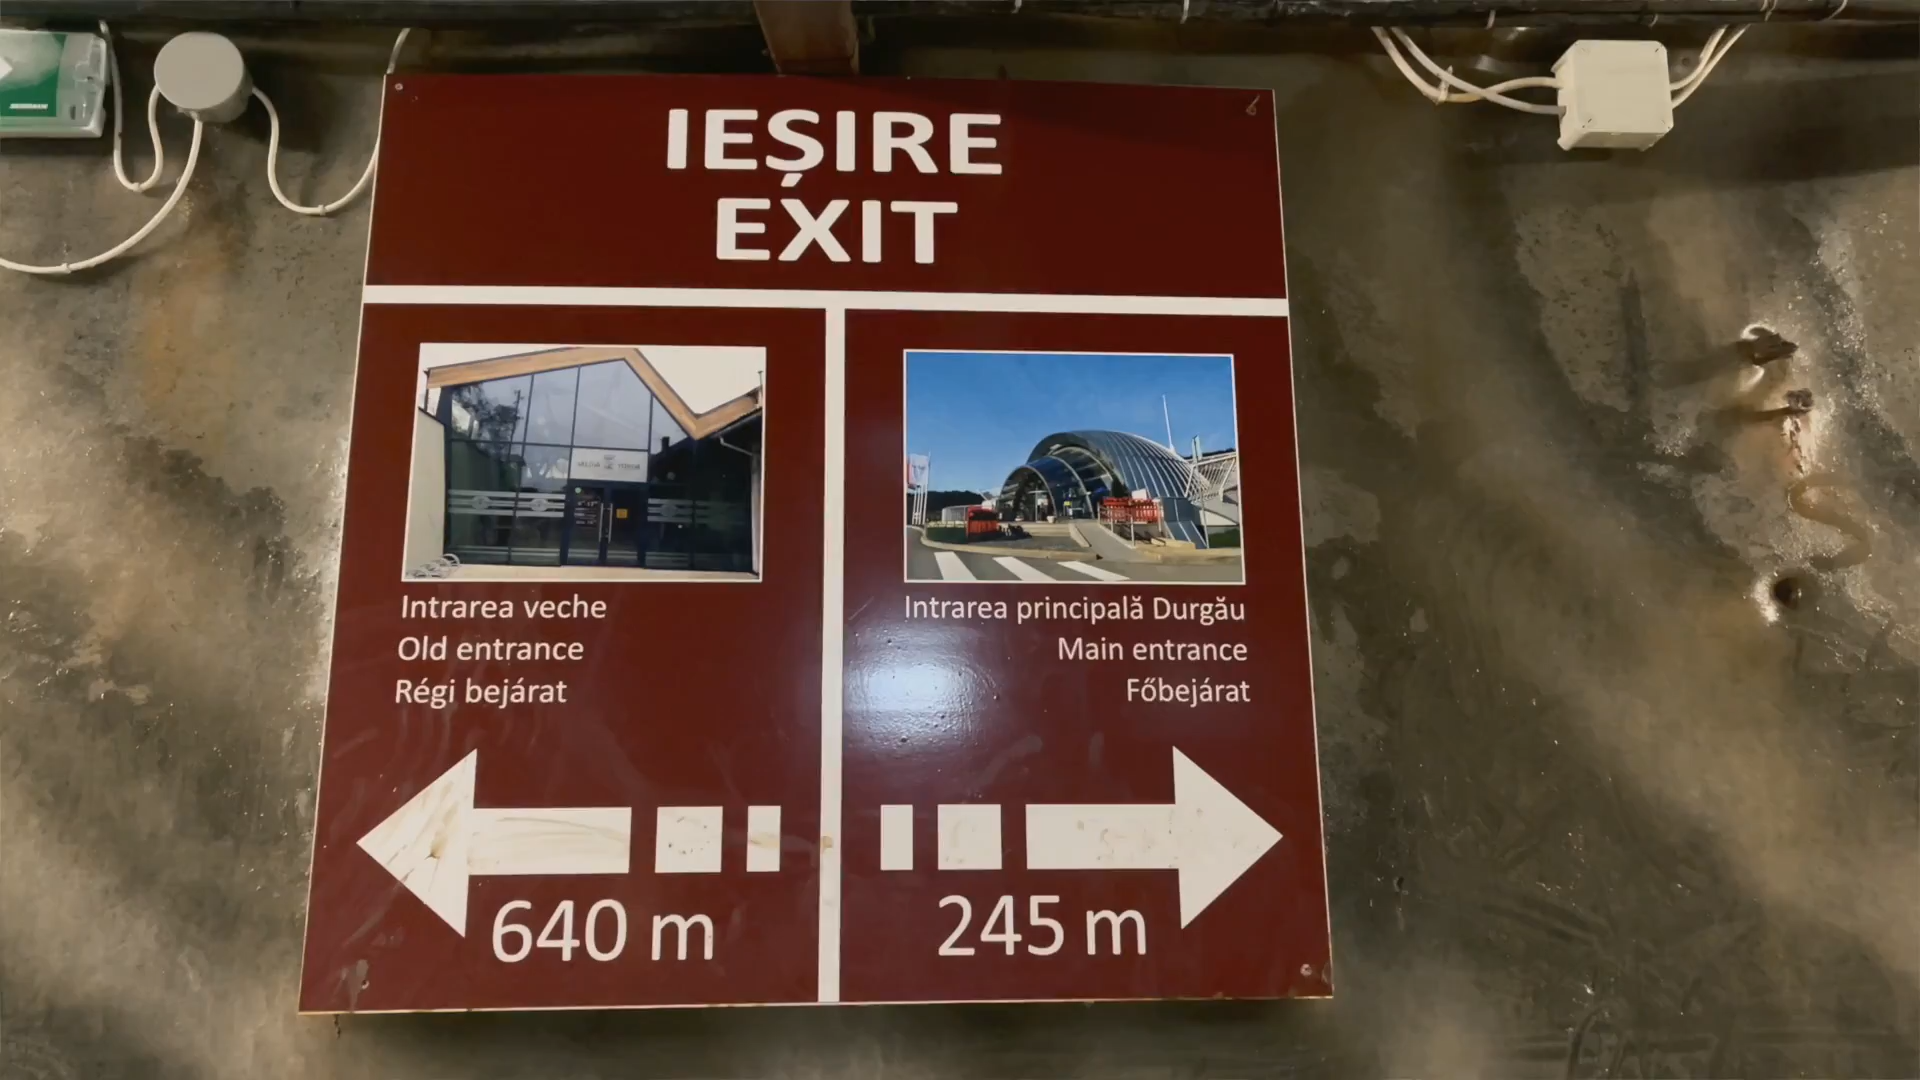 IEȘIRE
EXIT
Intrarea veche
Old entrance
Régi bejárat
640 m
Intrarea principală Durgău
Main entrance
Főbejárat
245 m